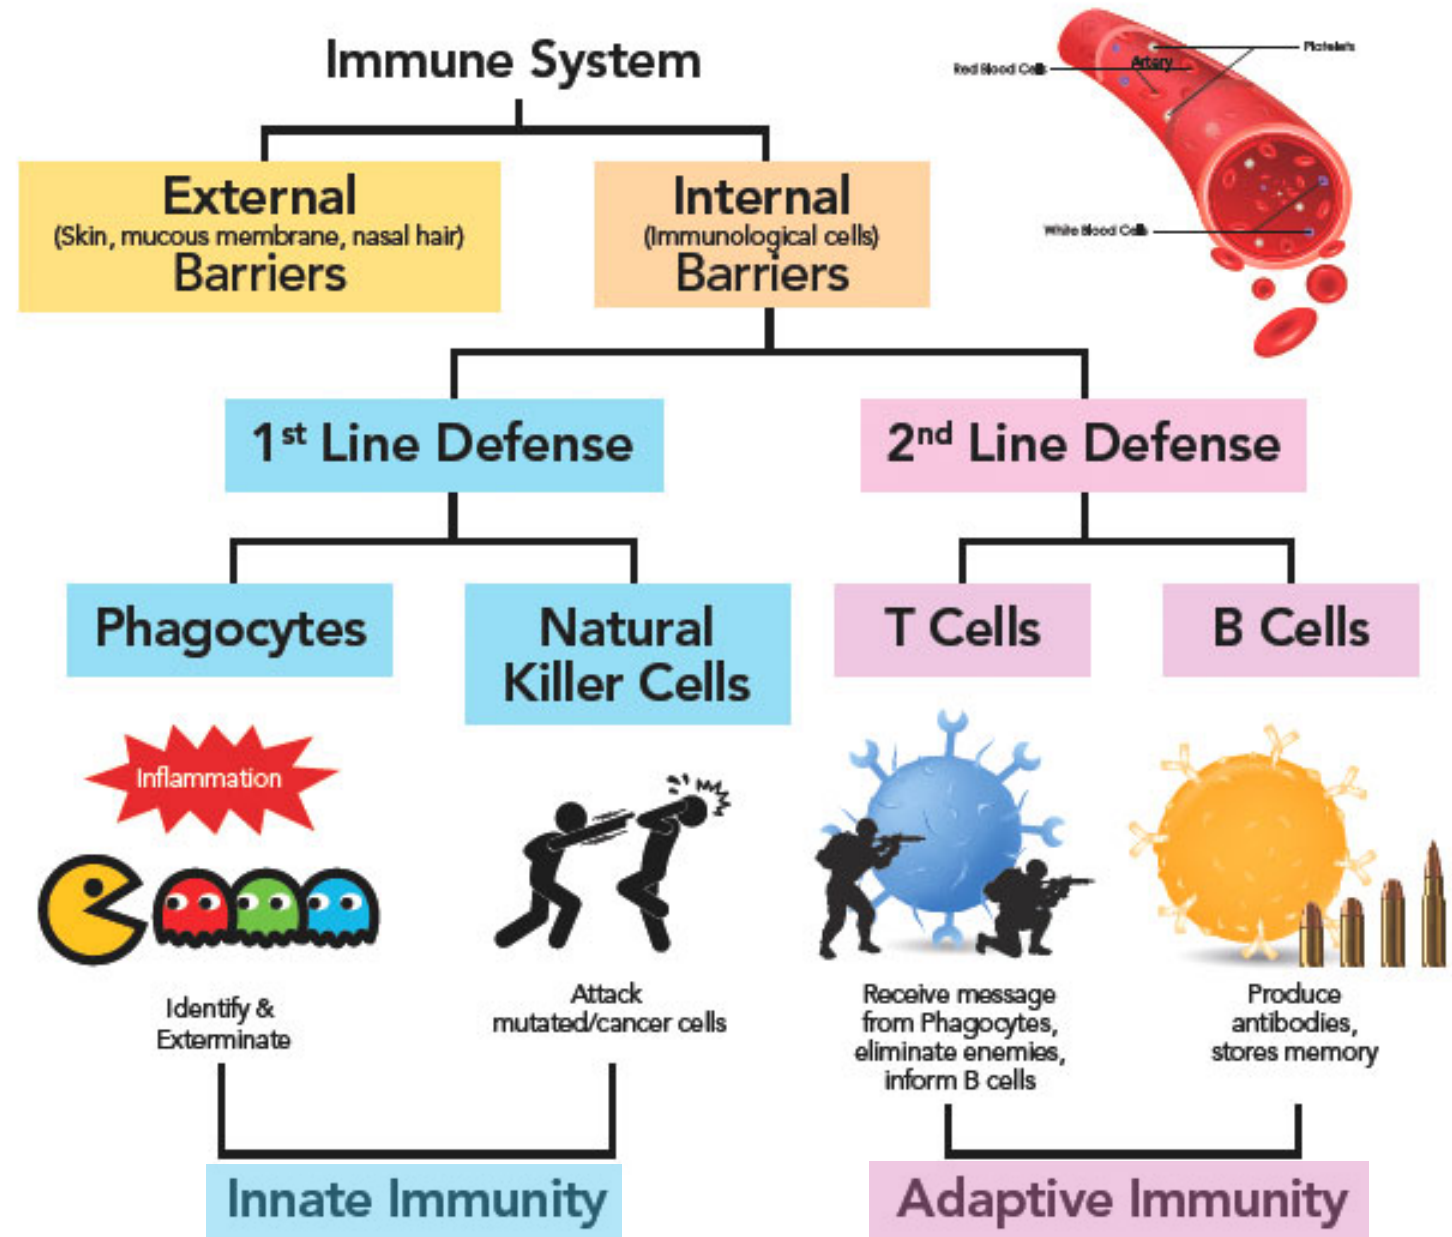 Immune System
Platelets
Red Blood Cells
Artery
External
(Skin, mucous membrane, nasal hair)
Barriers
Internal
(Immunological cells)
Barriers
White Blood Cells
1st Line Defense
2nd Line Defense
Phagocytes
Natural
Killer Cells
T Cells
B Cells
Inflammation
Identify &
Exterminate
Attack
mutated/cancer cells
Receive message
from Phagocytes,
eliminate enemies,
inform B cells
Produce
antibodies,
stores memory
Innate Immunity
Adaptive Immunity